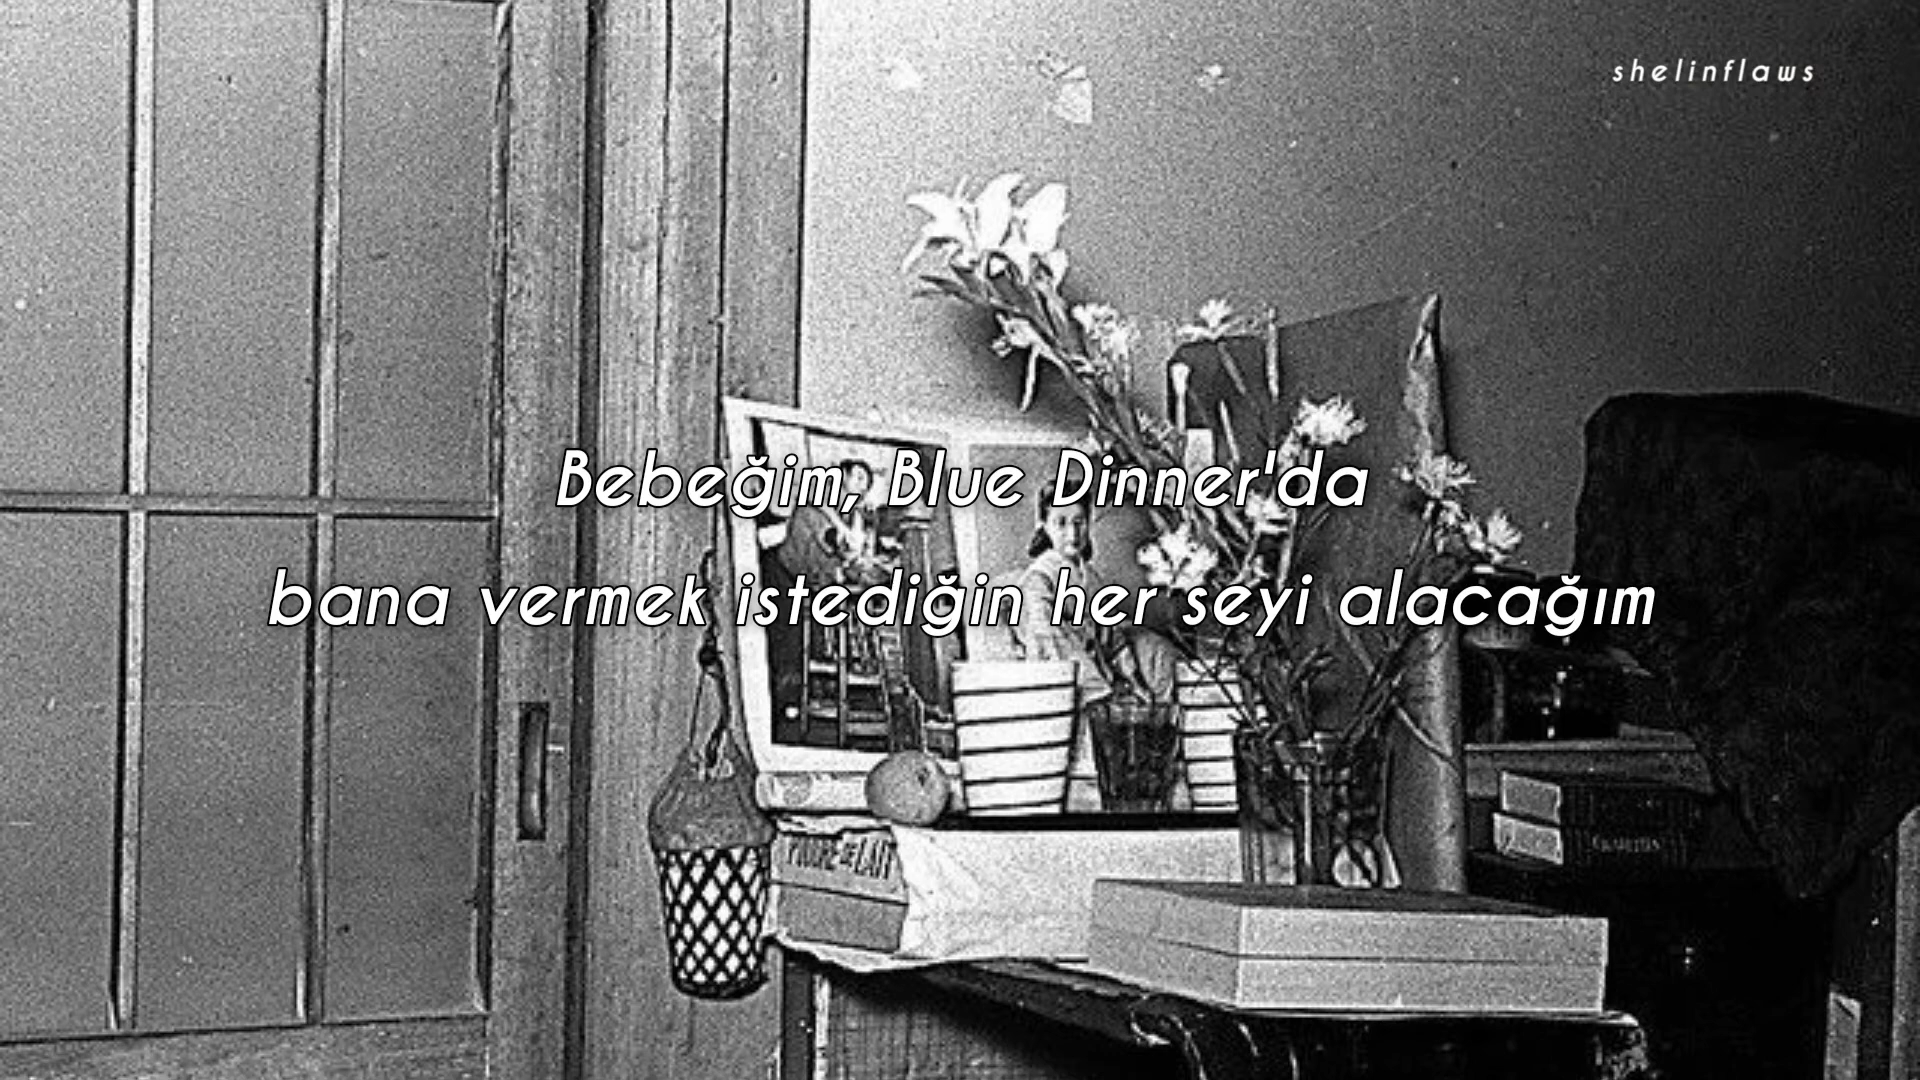 shelinflaws
Bebeğim, Blue Dinner'da
bana vermek istediğin her seyi alacağım